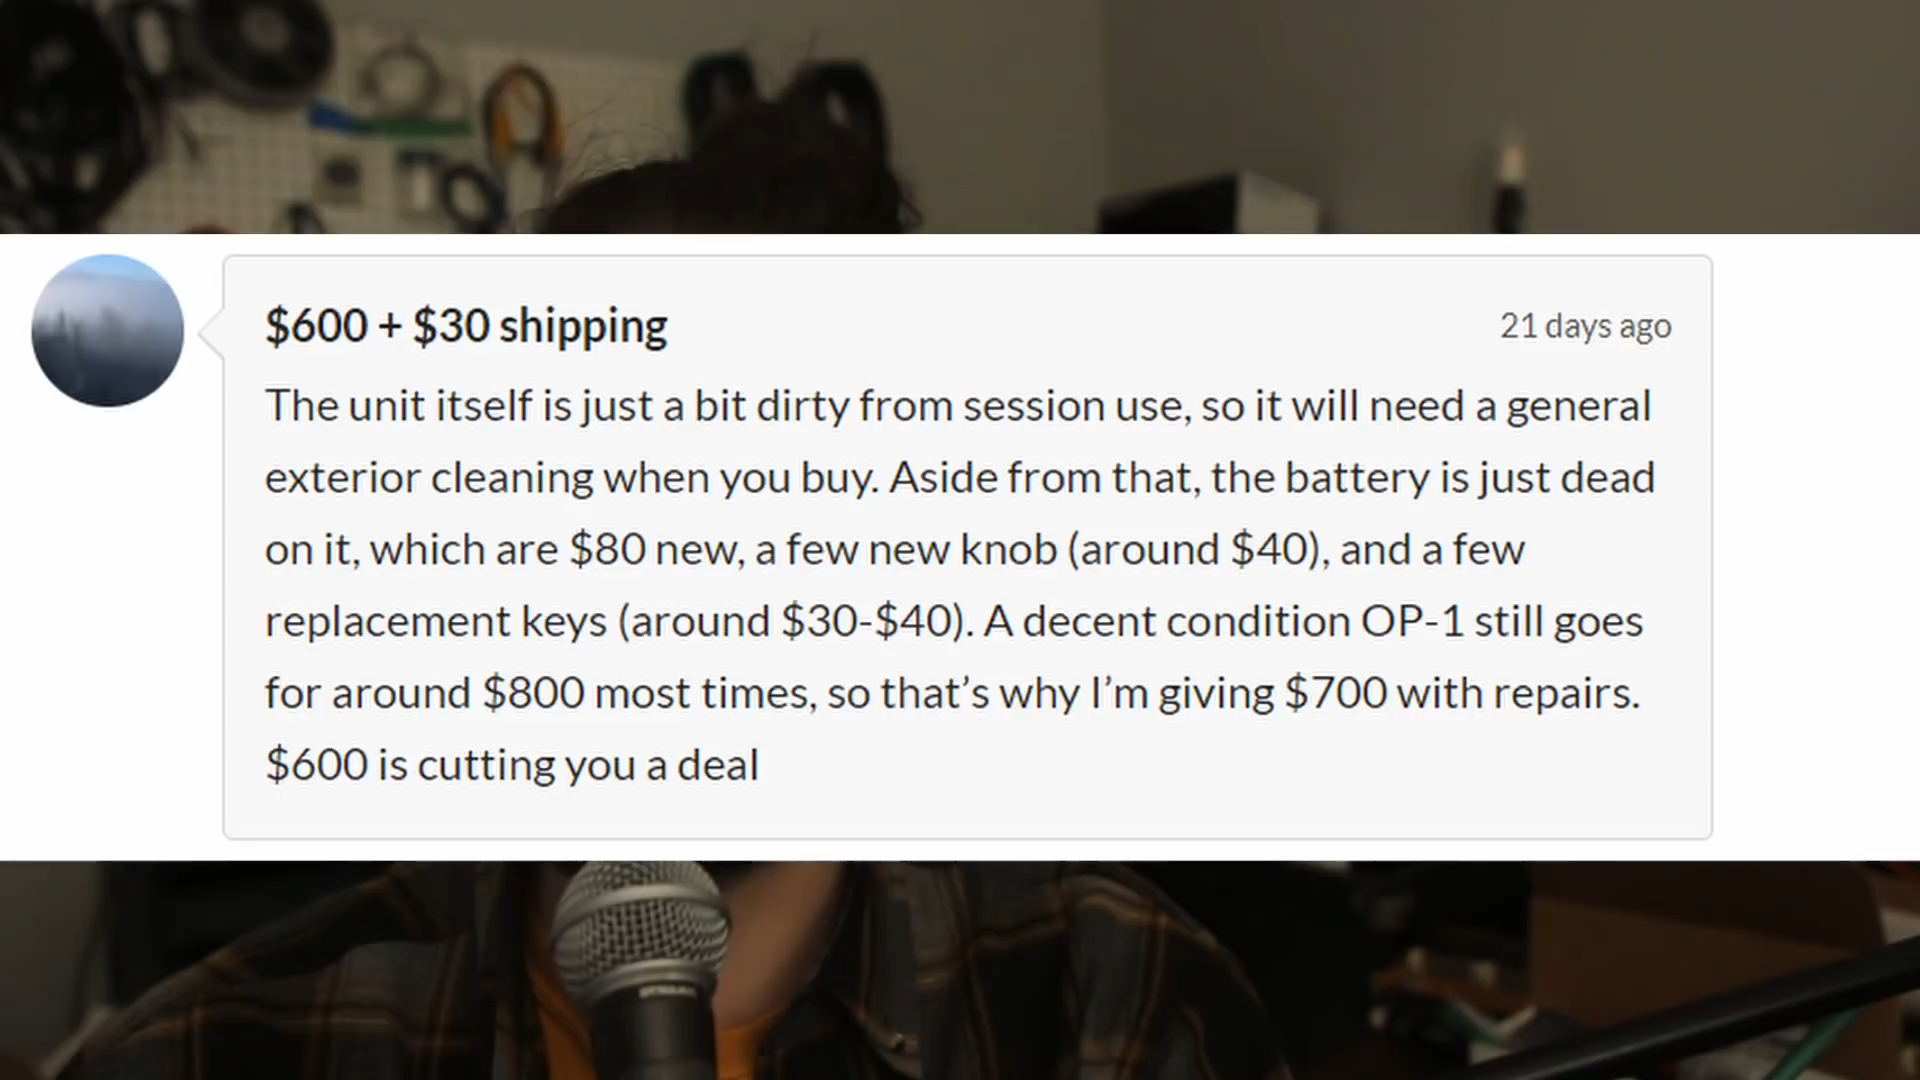 $600 + $30 shipping
21 days ago
The unit itself is just a bit dirty from session use, so it will need a general
exterior cleaning when you buy. Aside from that, the battery is just dead
on it, which are $80 new, a few new knob (around $40), and a few
replacement keys (around $30-$40). A decent condition OP-1 still goes
for around $800 most times, so that’s why I’m giving $700 with repairs.
$600 is cutting you a deal